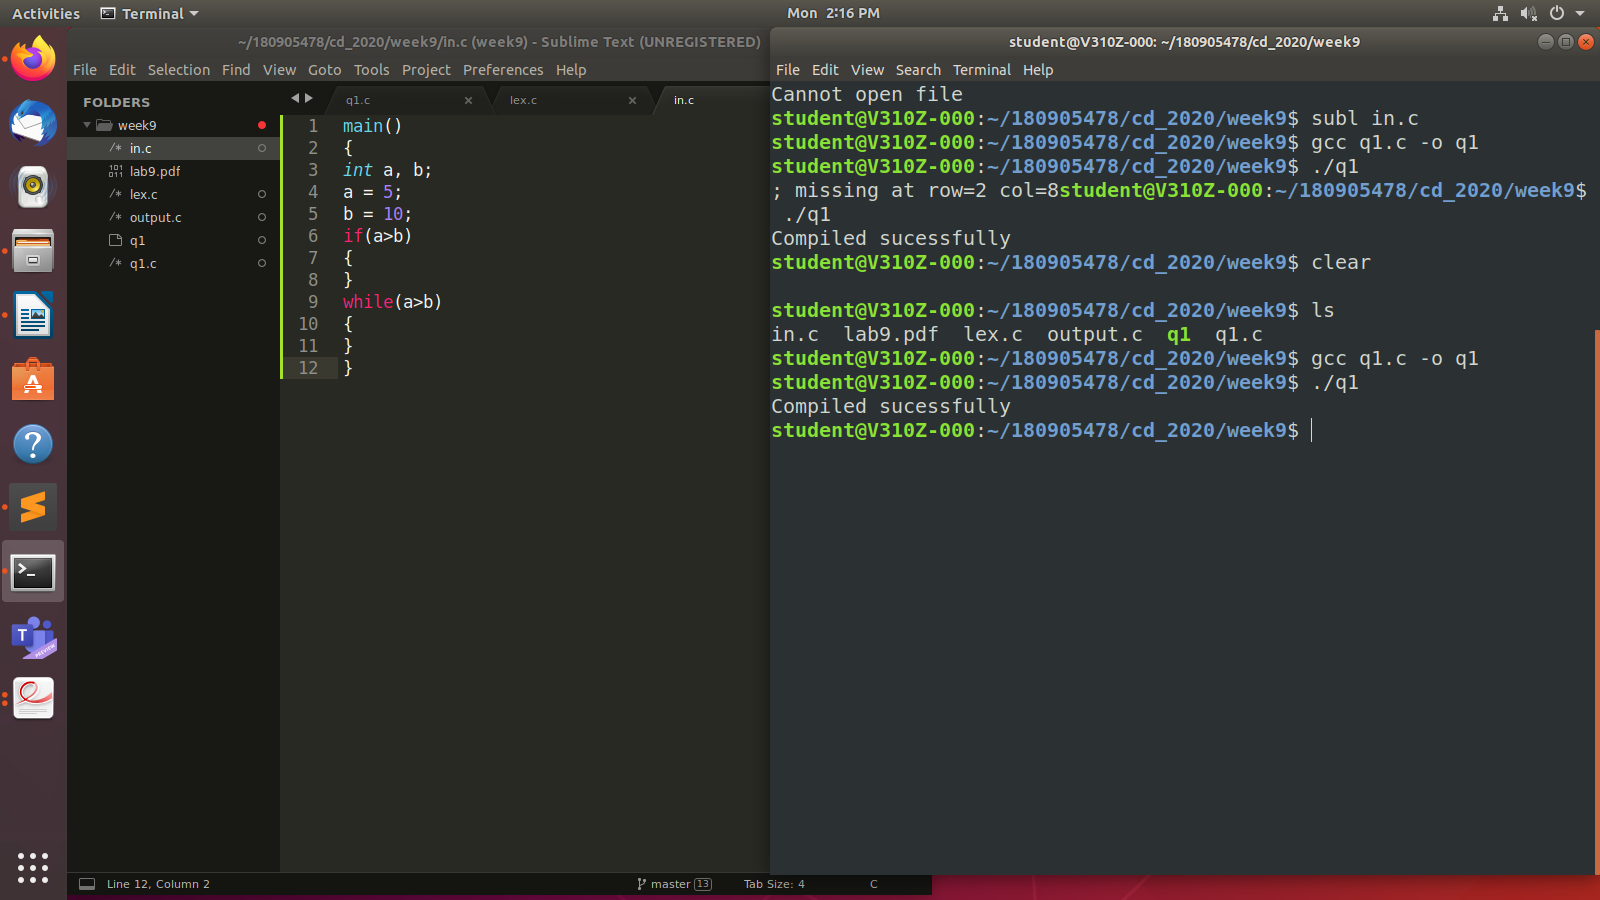 Activities
Terminal
Mon 2:16 PM
~/180905478/cd_2020/week9/in.c (week9) - Sublime Text (UNREGISTERED)
File Edit Selection Find View Goto Tools Project Preferences Help
FOLDERS
week9
in.c
lab9.pdf
lex.c
output.c
q1
q1.c
q1.c
lex.c
in.c
1 main()
2 {
3 int a, b;
4 a = 5;
5 b = 10;
6 if(a>b)
7 {
8 }
9 while(a>b)
10 {
11 }
12 }
Line 12, Column 2
master 13
Tab Size: 4
C
student@V310Z-000: ~/180905478/cd_2020/week9
File Edit View Search Terminal Help
Cannot open file
student@V310Z-000:~/180905478/cd_2020/week9$ subl in.c
student@V310Z-000:~/180905478/cd_2020/week9$ gcc q1.c -o q1
student@V310Z-000:~/180905478/cd_2020/week9$ ./q1
; missing at row=2 col=8student@V310Z-000:~/180905478/cd_2020/week9$
./q1
Compiled sucessfully
student@V310Z-000:~/180905478/cd_2020/week9$ clear
student@V310Z-000:~/180905478/cd_2020/week9$ ls
in.c lab9.pdf lex.c output.c q1 q1.c
student@V310Z-000:~/180905478/cd_2020/week9$ gcc q1.c -o q1
student@V310Z-000:~/180905478/cd_2020/week9$ ./q1
Compiled sucessfully
student@V310Z-000:~/180905478/cd_2020/week9$